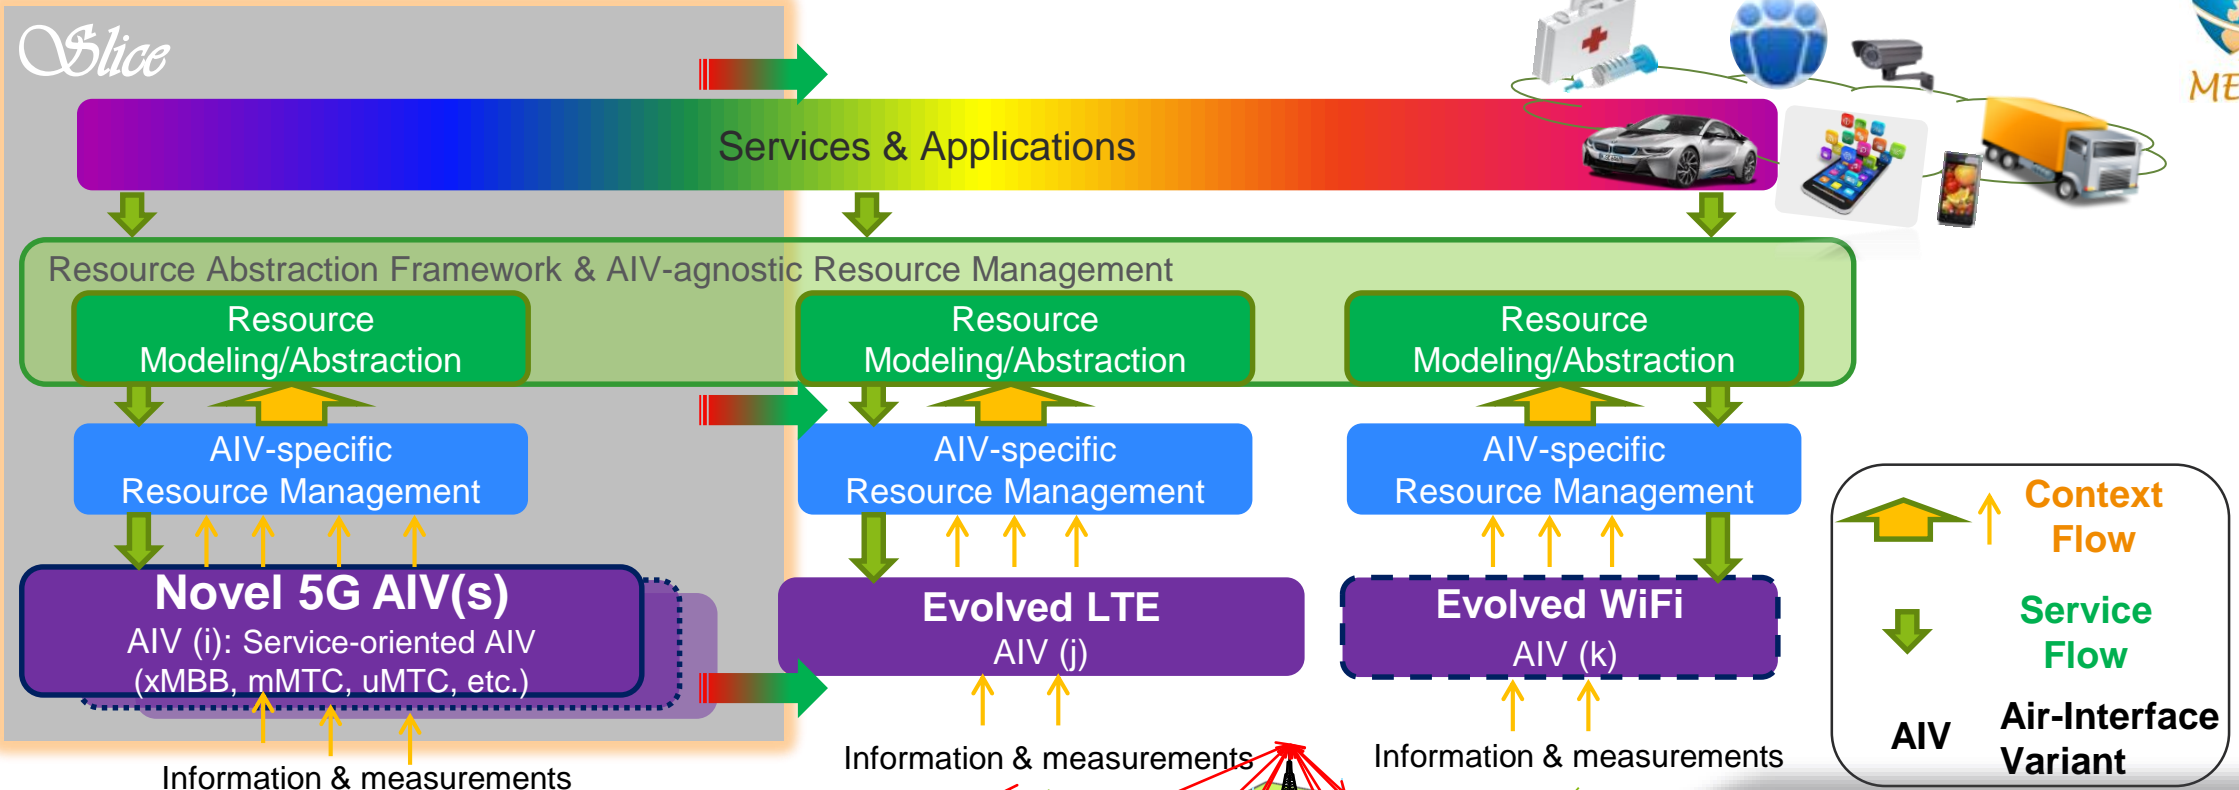 Slice
Services & Applications
Resource Abstraction Framework & AIV-agnostic Resource Management
Resource
Modeling/Abstraction
Resource
Modeling/Abstraction
Resource
Modeling/Abstraction
AIV-specific
Resource Management
AIV-specific
Resource Management
AIV-specific
Resource Management
Novel 5G AIV(s)
AIV (i): Service-oriented AIV
(xMBB, mMTC, uMTC, etc.)
Evolved LTE
AIV (j)
Evolved WiFi
AIV (k)
Information & measurements
Information & measurements
Information & measurements
Context
Flow
Service
Flow
AIV
Air-Interface
Variant